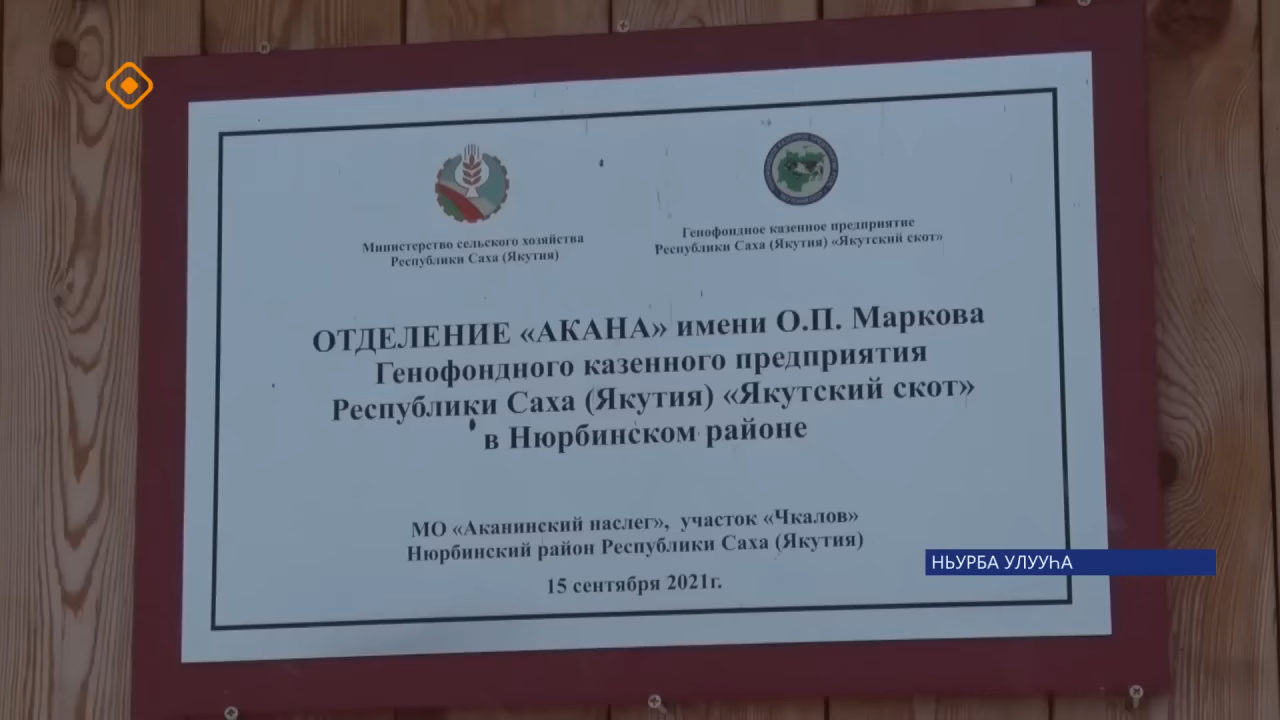 Министерство сельского хозяйства
Республики Саха (Якутия)
Генофондное казенное предприятие
Республики Саха (Якутия) «Якутский скот»
ОТДЕЛЕНИЕ «АКАНА» имени О.П. Маркова
Генофондного казенного предприятия
Республики Саха (Якутия) «Якутский скот»
в Нюрбинском районе
МО «Аканинский наслег», участок «Чкалов»
Нюрбинский район Республики Саха (Якутия)
15 сентября 2021г.
НЬУРБА УЛУУҺА